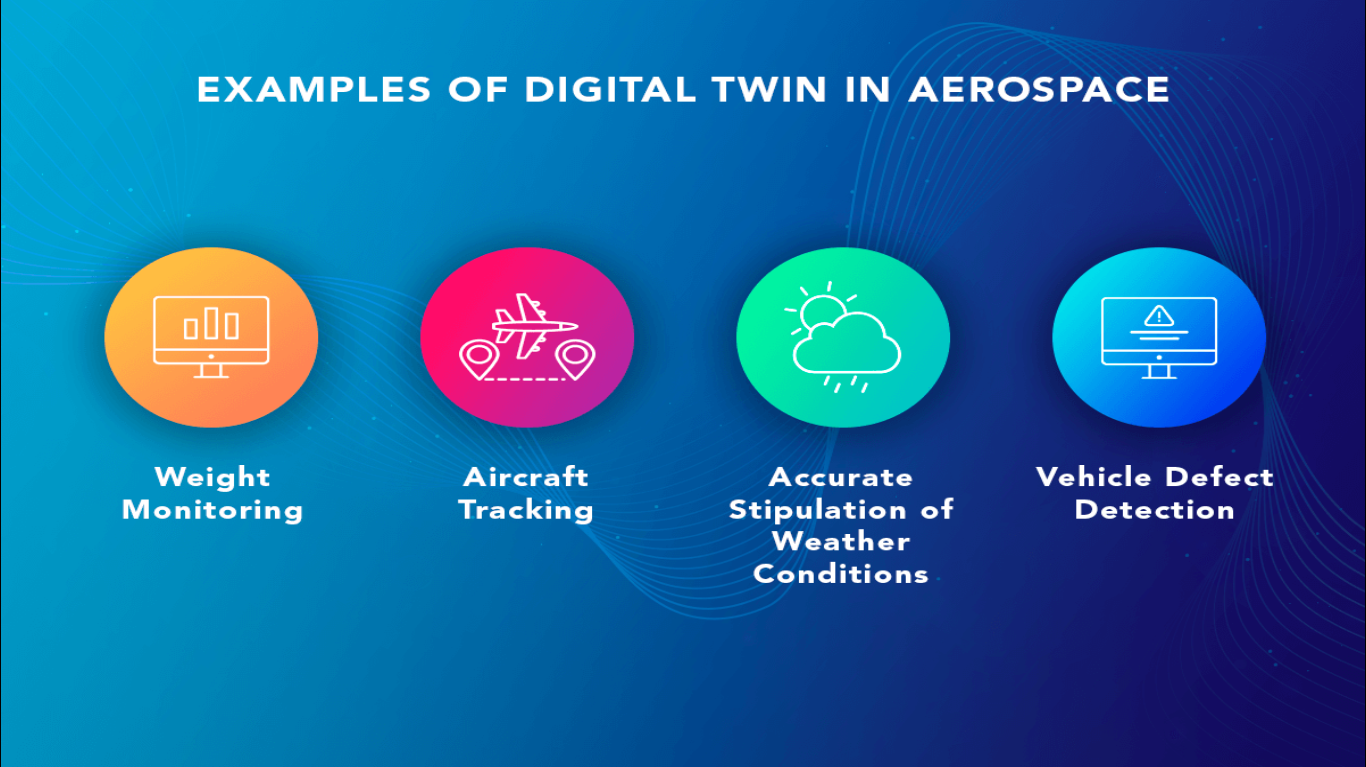 EXAMPLES OF DIGITAL TWIN IN AEROSPACE
Weight
Monitoring
Aircraft
Tracking
Accurate
Stipulation of
Weather
Conditions
Vehicle Defect
Detection